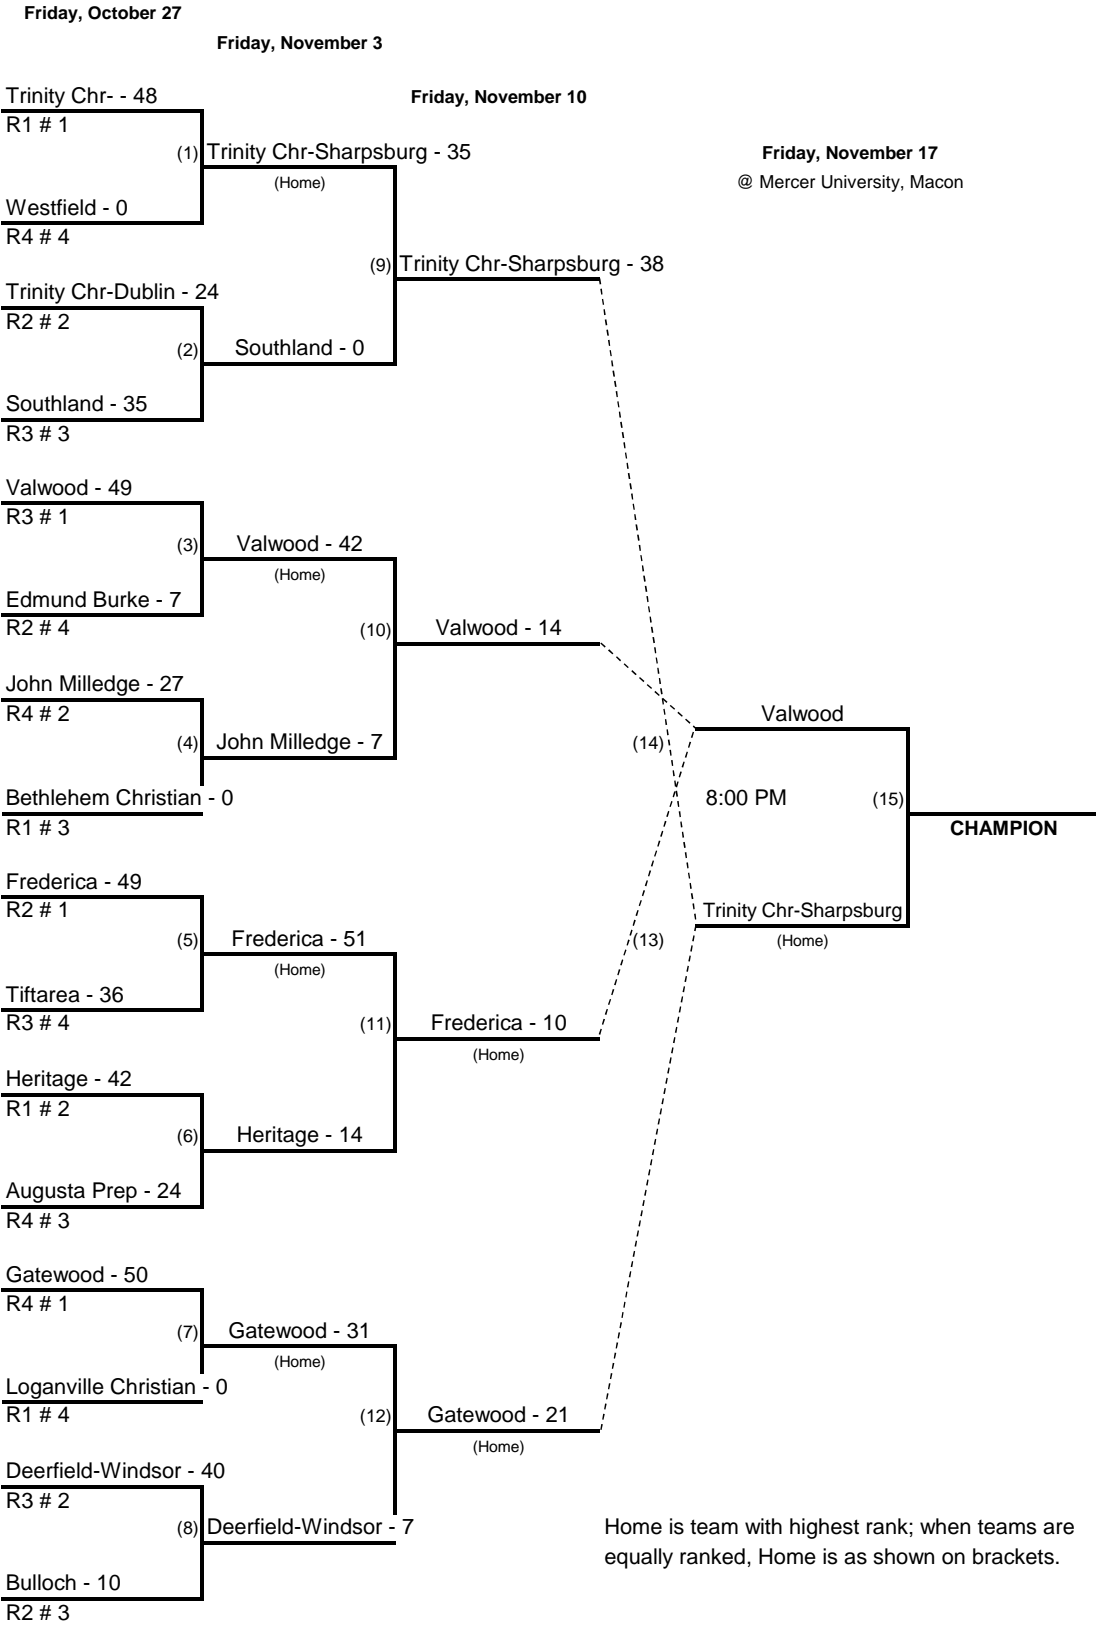 Friday, October 27
Friday, November 3
Trinity Chr- - 48
Friday, November 10
R1 # 1
(1) Trinity Chr-Sharpsburg - 35
Friday, November 17
(Home)
@ Mercer University, Macon
Westfield - 0
R4 # 4
(9) Trinity Chr-Sharpsburg - 38
Trinity Chr-Dublin - 24
R2 # 2
(2) Southland - 0
Southland - 35
R3 # 3
Valwood - 49
R3 # 1
(3) Valwood - 42
(Home)
Edmund Burke - 7
R2 # 4
(10) Valwood - 14
John Milledge - 27
R4 # 2
Valwood
(4) John Milledge - 7
(14)
Bethlehem Christian - 0
8:00 PM (15)
R1 # 3
CHAMPION
Frederica - 49
R2 # 1
Trinity Chr-Sharpsburg
(5) Frederica - 51
(13)
(Home)
(Home)
Tiftarea - 36
R3 # 4
(11) Frederica - 10
(Home)
Heritage - 42
R1 # 2
(6) Heritage - 14
Augusta Prep - 24
R4 # 3
Gatewood - 50
R4 # 1
(7) Gatewood - 31
(Home)
Loganville Christian - 0
R1 # 4
(12) Gatewood - 21
(Home)
Deerfield-Windsor - 40
R3 # 2
(8) Deerfield-Windsor - 7
Home is team with highest rank; when teams are
equally ranked, Home is as shown on brackets.
Bulloch - 10
R2 # 3